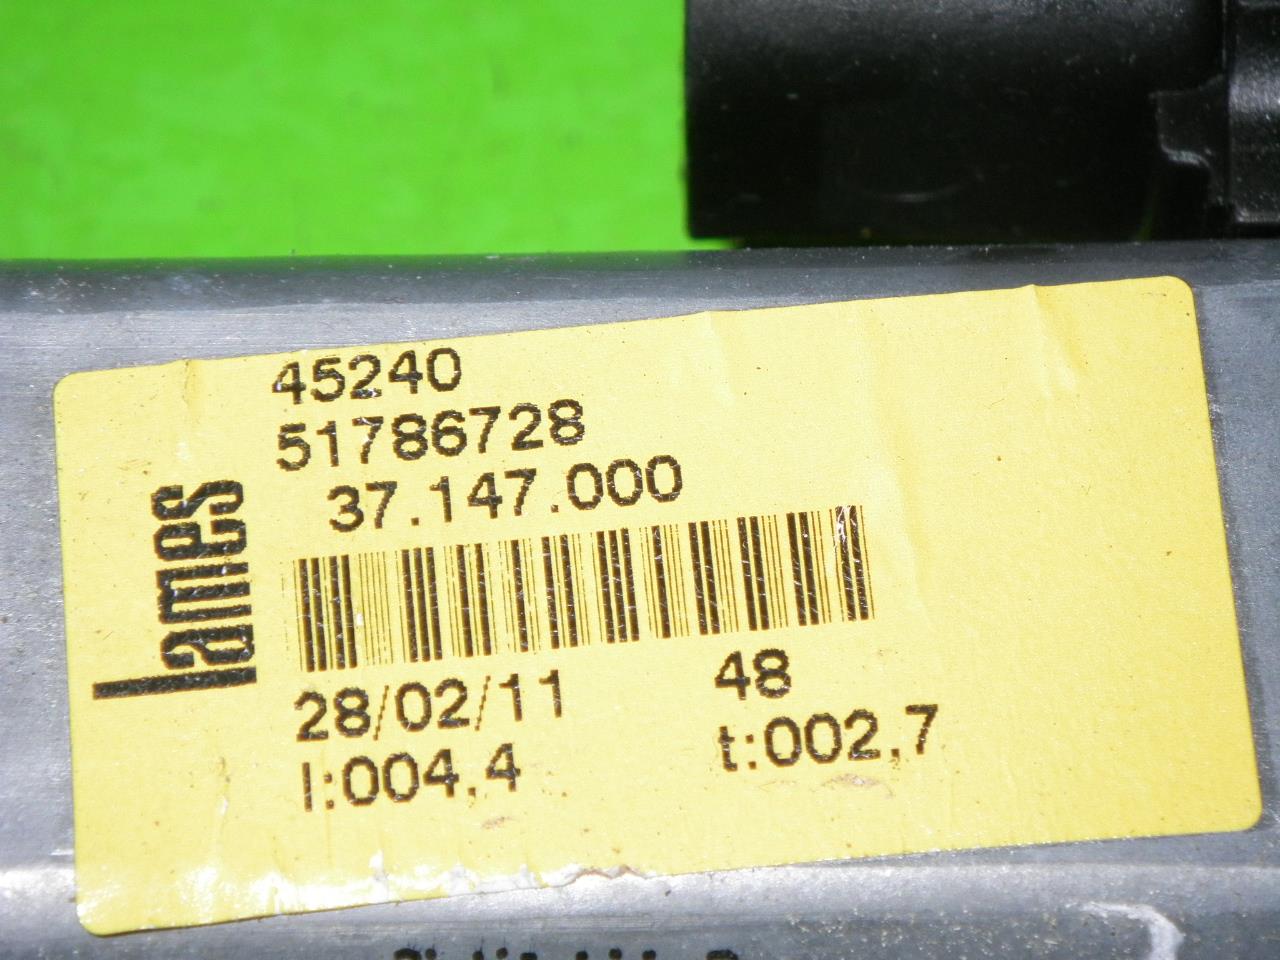 45240
51786728
37.147.000
lames
28/02/11 48
I:004.4 t:002.7